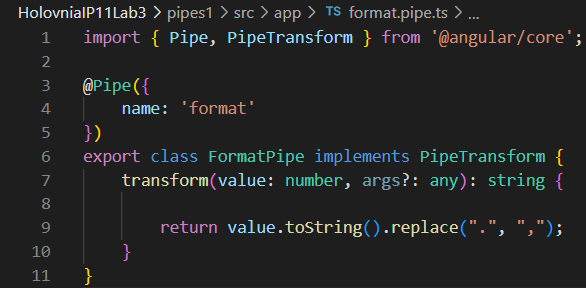 HolovniaIP11Lab3 > pipes1 > src > app > TS format.pipe.ts > ...
1 import { Pipe, PipeTransform } from '@angular/core';
2
3 @Pipe({
4     name: 'format'
5 })
6 export class FormatPipe implements PipeTransform {
7     transform(value: number, args?: any): string {
8
9         return value.toString().replace(".", ",");
10     }
11 }